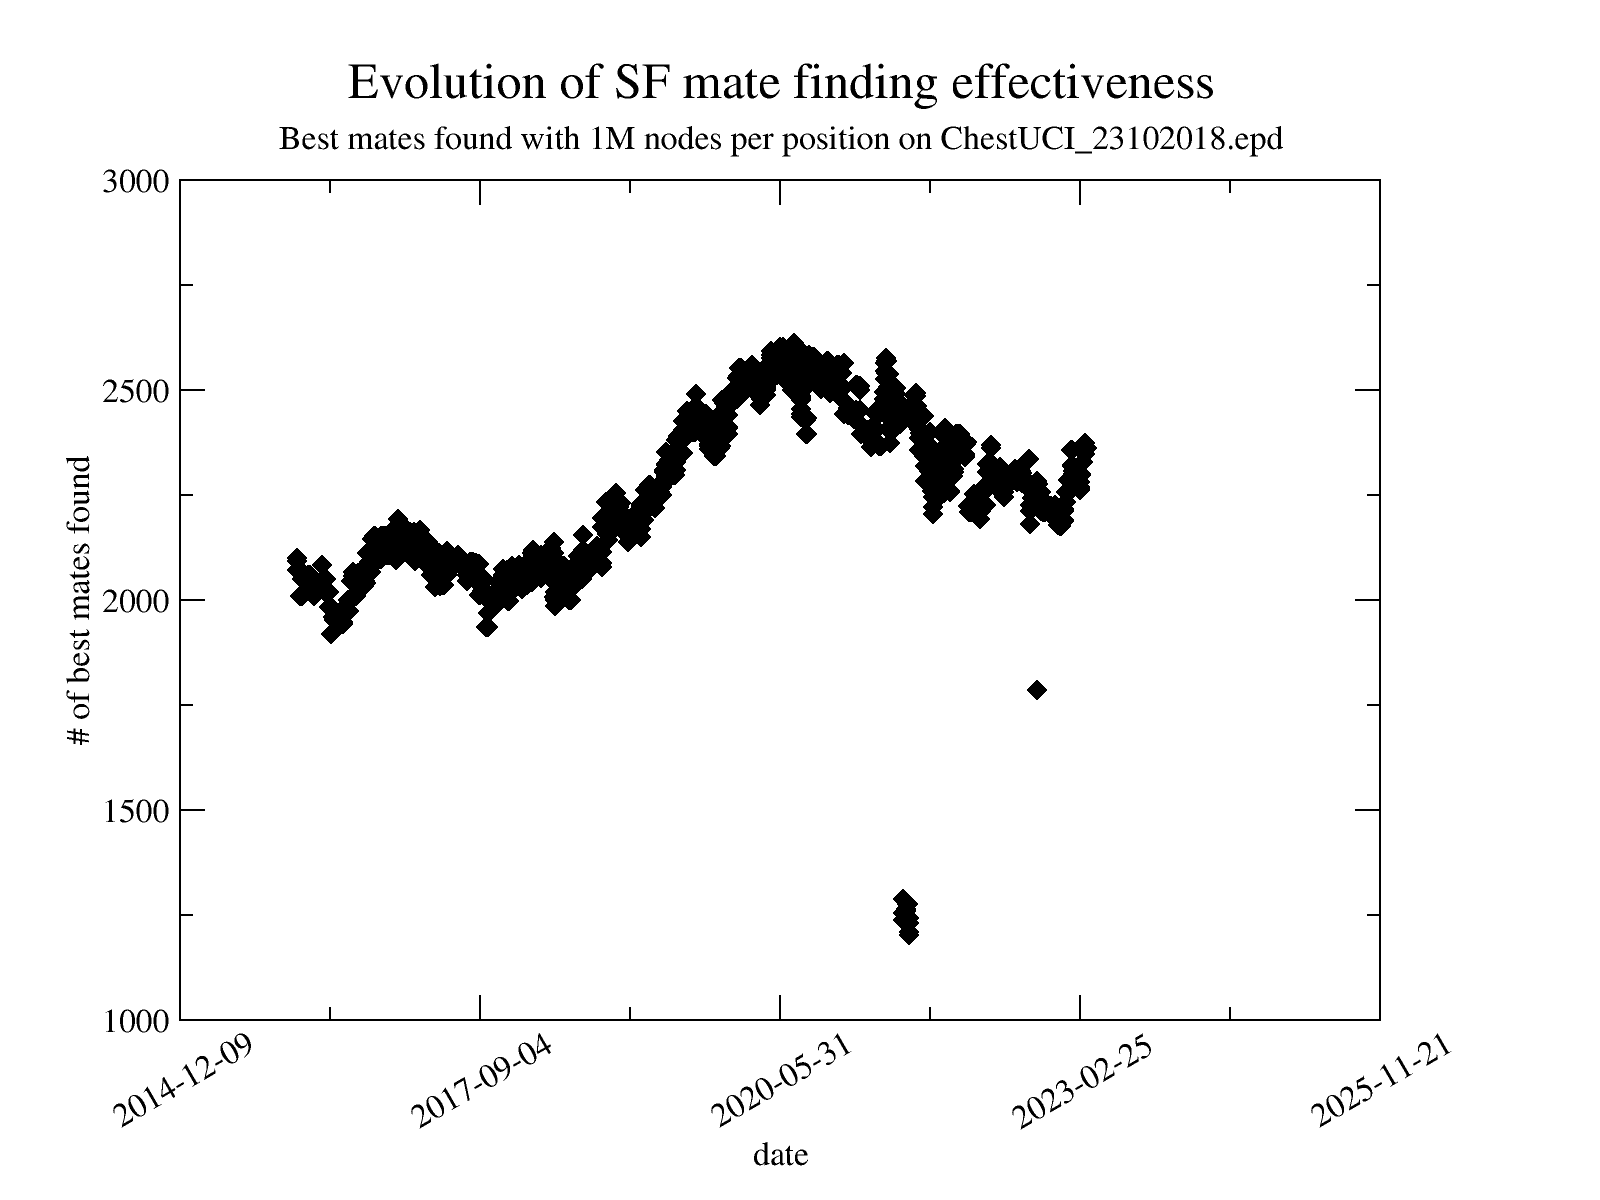 Evolution of SF mate finding effectiveness
Best mates found with 1M nodes per position on ChestUCI_23102018.epd
3000
2500
2000
1500
1000
# of best mates found
2014-12-09
2017-09-04
2020-05-31
2023-02-25
2025-11-21
date